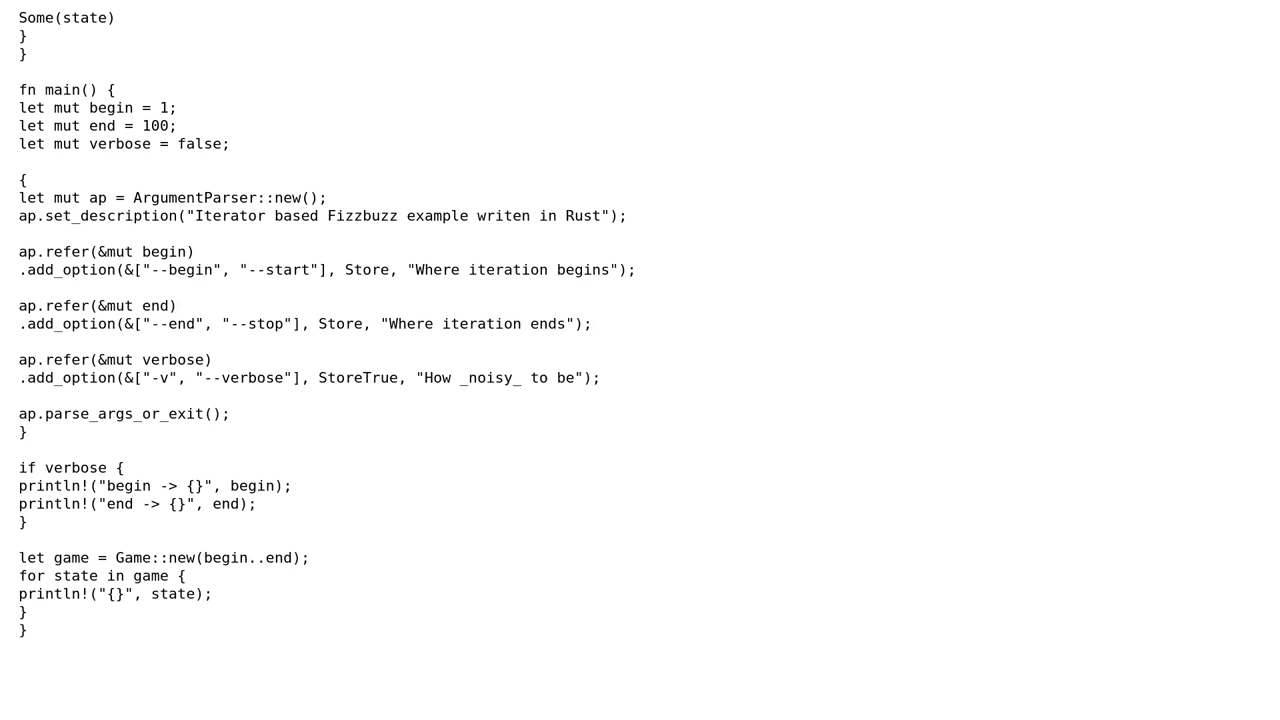 Some(state)
}
}
fn main() {
let mut begin = 1;
let mut end = 100;
let mut verbose = false;
{
let mut ap = ArgumentParser::new();
ap.set_description("Iterator based Fizzbuzz example writen in Rust");
ap.refer(&mut begin)
.add_option(&["--begin", "--start"], Store, "Where iteration begins");
ap.refer(&mut end)
.add_option(&["--end", "--stop"], Store, "Where iteration ends");
ap.refer(&mut verbose)
.add_option(&["-v", "--verbose"], StoreTrue, "How _noisy_ to be");
ap.parse_args_or_exit();
}
if verbose {
println!("begin -> {}", begin);
println!("end -> {}", end);
}
let game = Game::new(begin..end);
for state in game {
println!("{}", state);
}
}